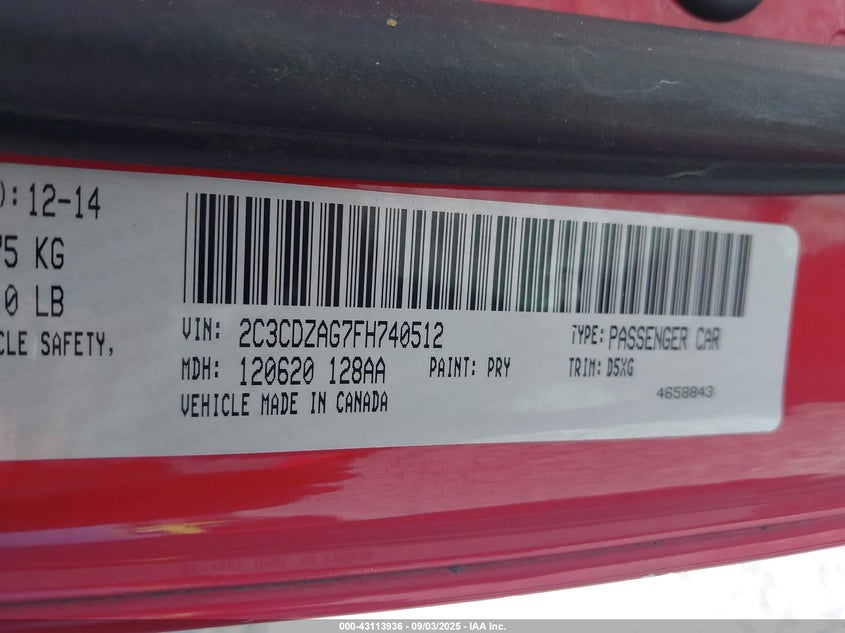 ): 12-14
75 KG
0 LB
CLE SAFETY,
VIN: 2C3CDZAG7FH740512 TYPE: PASSENGER CAR
MDH: 120620 128AA PAINT: PRY TRIM: D5XG
VEHICLE MADE IN CANADA 4658843
000-43113936 - 09/03/2025 - IAA Inc.